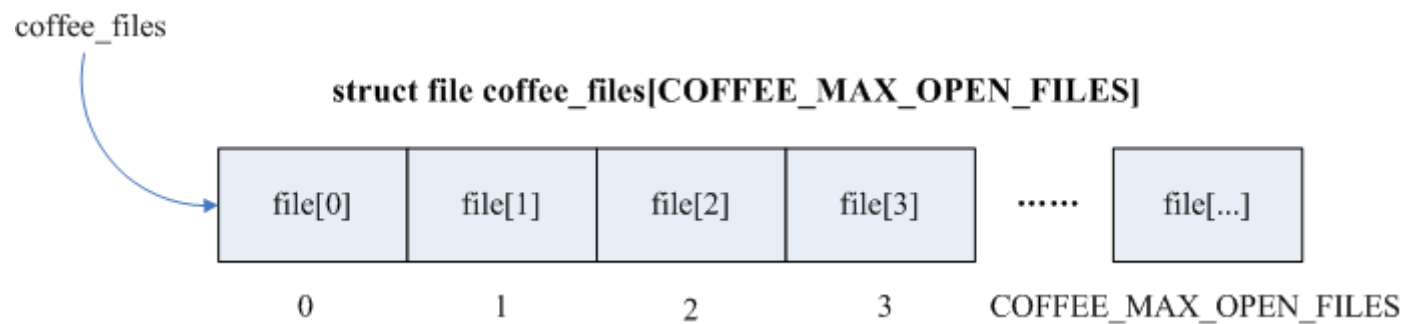 coffee_files
struct file coffee_files[COFFEE_MAX_OPEN_FILES]
file[0] file[1] file[2] file[3] ...... file[...]
0 1 2 3 COFFEE_MAX_OPEN_FILES